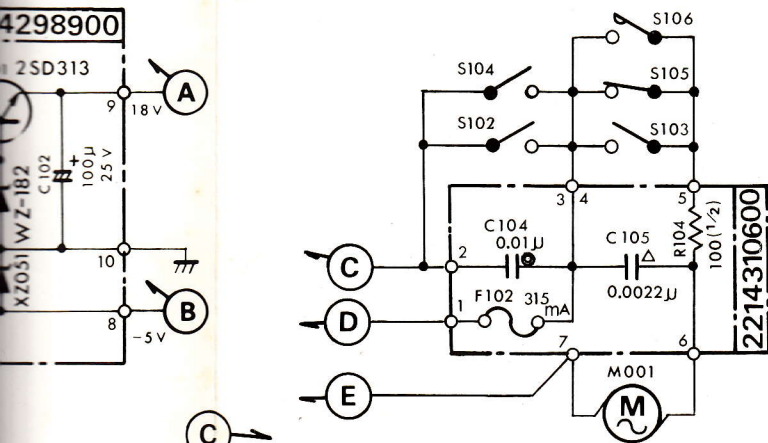 4298900
2SD313
9
18V
A
C102
+
100µ
25V
WZ-182
XZ051
10
8
-5V
B
C
S106
S104
S105
S102
S103
3
4
5
C
2
C104
0.01µ
C105
0.0022µ
R104
100(1/2)
2214310600
D
1
F102
315mA
7
6
E
M001
M